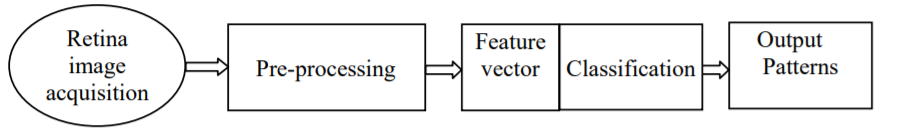 Retina
image
acquisition
Pre-processing
Feature
vector
Classification
Output
Patterns